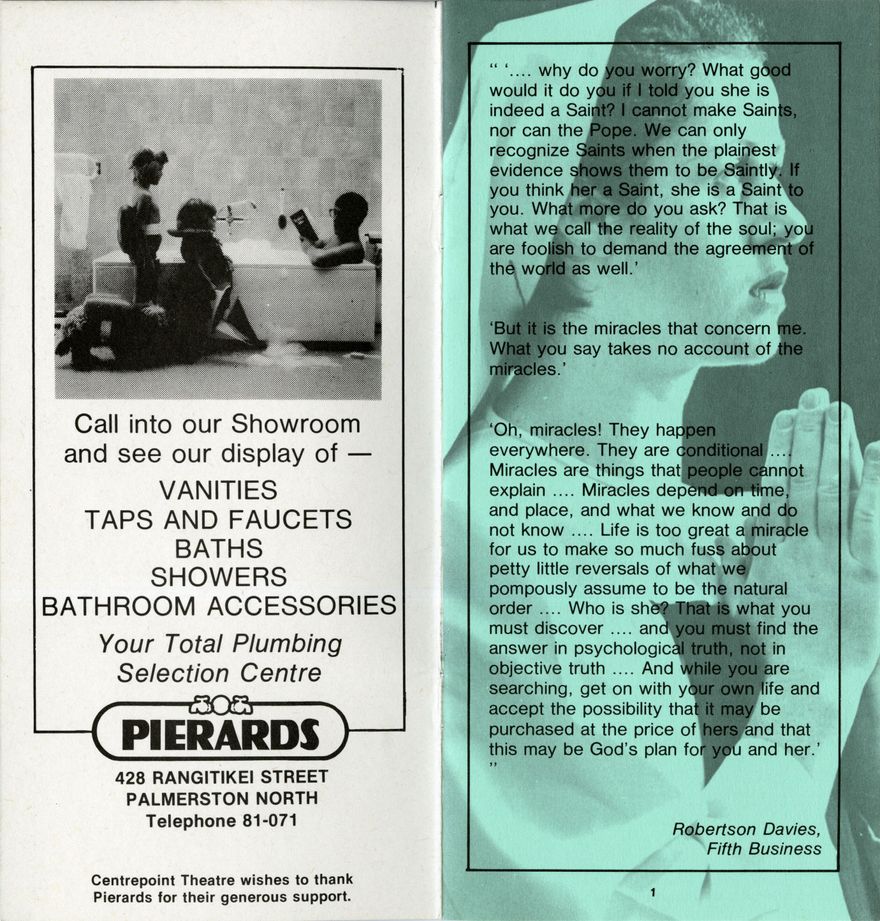 Call into our Showroom
and see our display of —
VANITIES
TAPS AND FAUCETS
BATHS
SHOWERS
BATHROOM ACCESSORIES
Your Total Plumbing
Selection Centre
PIERARDS
428 RANGITIKEI STREET
PALMERSTON NORTH
Telephone 81-071
Centrepoint Theatre wishes to thank
Pierards for their generous support.
“ ‘.... why do you worry? What good
would it do you if I told you she is
indeed a Saint? I cannot make Saints,
nor can the Pope. We can only
recognize Saints when the plainest
evidence shows them to be Saintly. If
you think her a Saint, she is a Saint to
you. What more do you ask? That is
what we call the reality of the soul; you
are foolish to demand the agreement of
the world as well.’
‘But it is the miracles that concern me.
What you say takes no account of the
miracles.’
‘Oh, miracles! They happen
everywhere. They are conditional ....
Miracles are things that people cannot
explain .... Miracles depend on time,
and place, and what we know and do
not know .... Life is too great a miracle
for us to make so much fuss about
petty little reversals of what we
pompously assume to be the natural
order .... Who is she? That is what you
must discover .... and you must find the
answer in psychological truth, not in
objective truth .... And while you are
searching, get on with your own life and
accept the possibility that it may be
purchased at the price of hers and that
this may be God's plan for you and her.’
”
Robertson Davies,
Fifth Business
1